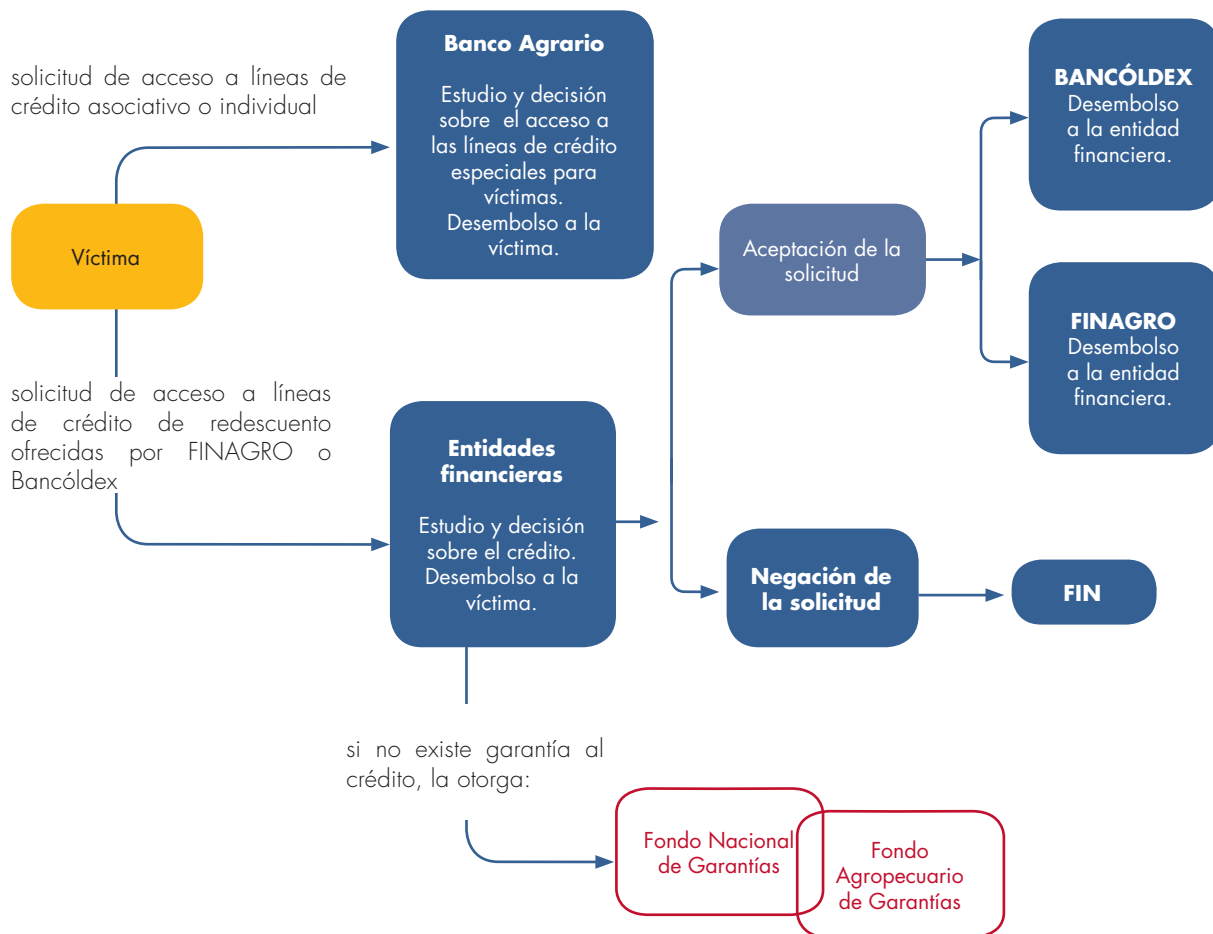 solicitud de acceso a líneas de
crédito asociativo o individual
Víctima
Banco Agrario
Estudio y decisión
sobre el acceso a
las líneas de crédito
especiales para
víctimas.
Desembolso a la
víctima.
BANCÓLDEX
Desembolso
a la entidad
financiera.
Aceptación de la
solicitud
FINAGRO
Desembolso
a la entidad
financiera.
solicitud de acceso a líneas
de crédito de redescuento
ofrecidas por FINAGRO o
Bancóldex
Entidades
financieras
Estudio y decisión
sobre el crédito.
Desembolso a la
víctima.
Negación de
la solicitud
FIN
si no existe garantía al
crédito, la otorga:
Fondo Nacional
de Garantías
Fondo
Agropecuario
de Garantías